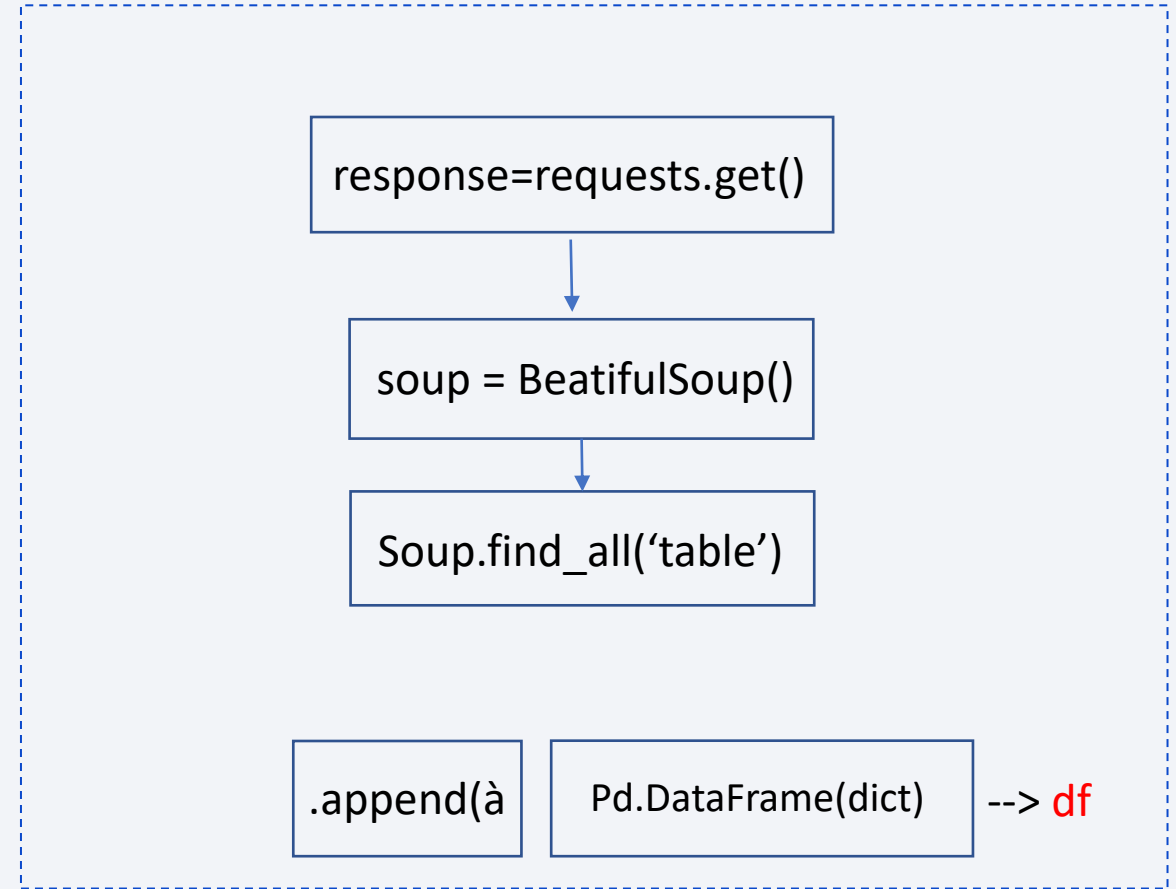 response=requests.get()
soup = BeatifulSoup()
Soup.find_all(‘table’)
.append(à
Pd.DataFrame(dict)
--> df